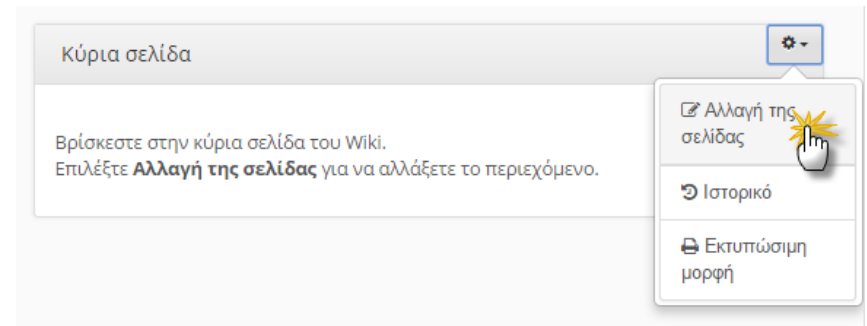 Κύρια σελίδα
Βρίσκεστε στην κύρια σελίδα του Wiki.
Επιλέξτε Αλλαγή της σελίδας για να αλλάξετε το περιεχόμενο.
Αλλαγή της
σελίδας
Ιστορικό
Εκτυπώσιμη
μορφή